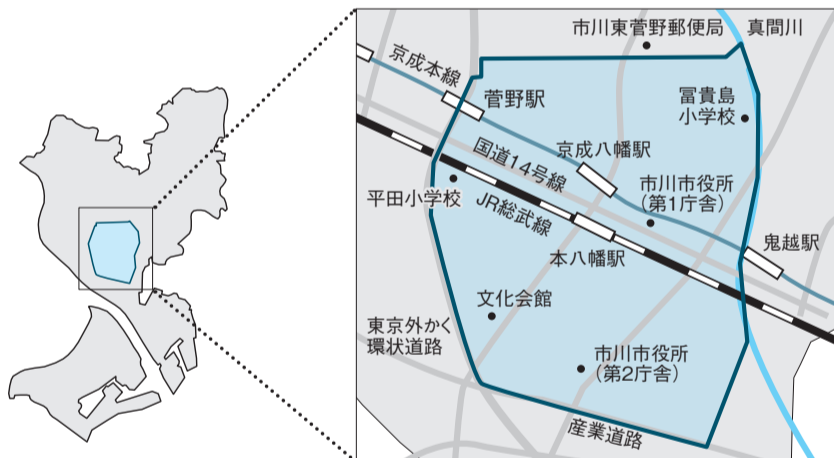 市川東菅野郵便局
真間川
京成本線
菅野駅
冨貴島
小学校
国道14号線
京成八幡駅
市川市役所
(第1庁舎)
平田小学校
JR総武線
鬼越駅
本八幡駅
文化会館
東京外かく
環状道路
市川市役所
(第2庁舎)
産業道路